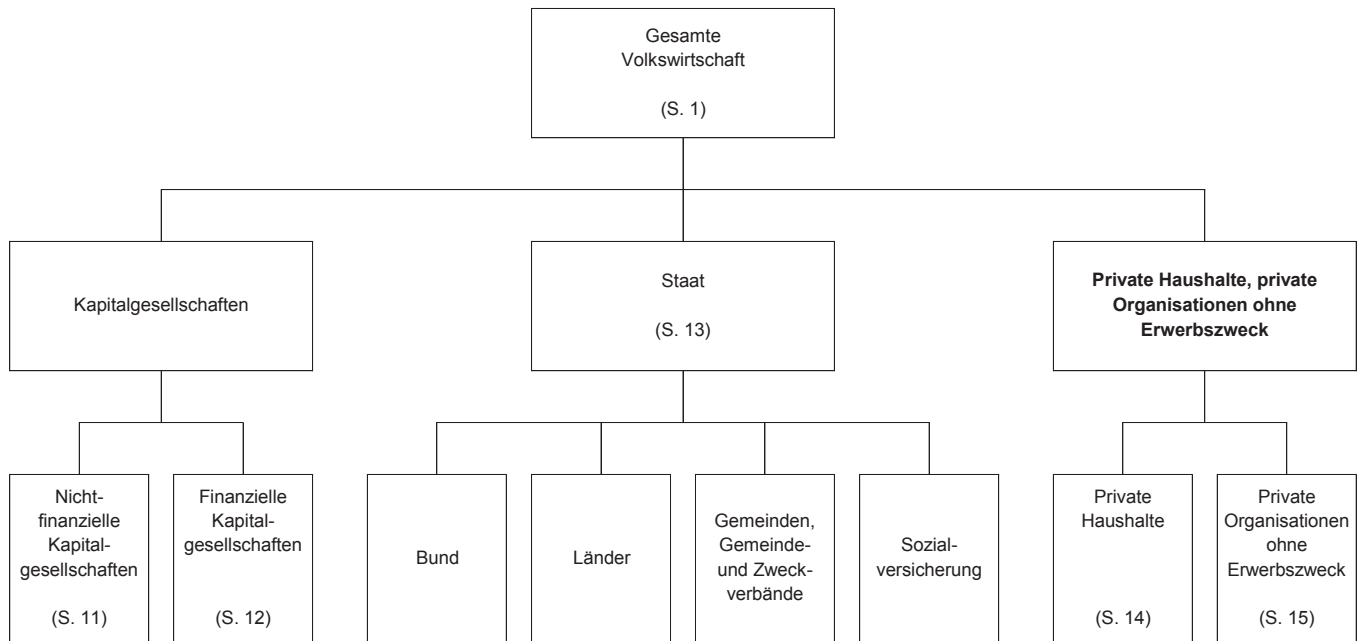 Gesamte
Volkswirtschaft
(S. 1)
Kapitalgesellschaften
Staat
(S. 13)
Private Haushalte, private
Organisationen ohne
Erwerbszweck
Nicht-
finanzielle
Kapital-
gesellschaften
(S. 11)
Finanzielle
Kapital-
gesellschaften
(S. 12)
Bund
Länder
Gemeinden,
Gemeinde-
und Zweck-
verbände
Sozial-
versicherung
Private
Haushalte
(S. 14)
Private
Organisationen
ohne
Erwerbszweck
(S. 15)